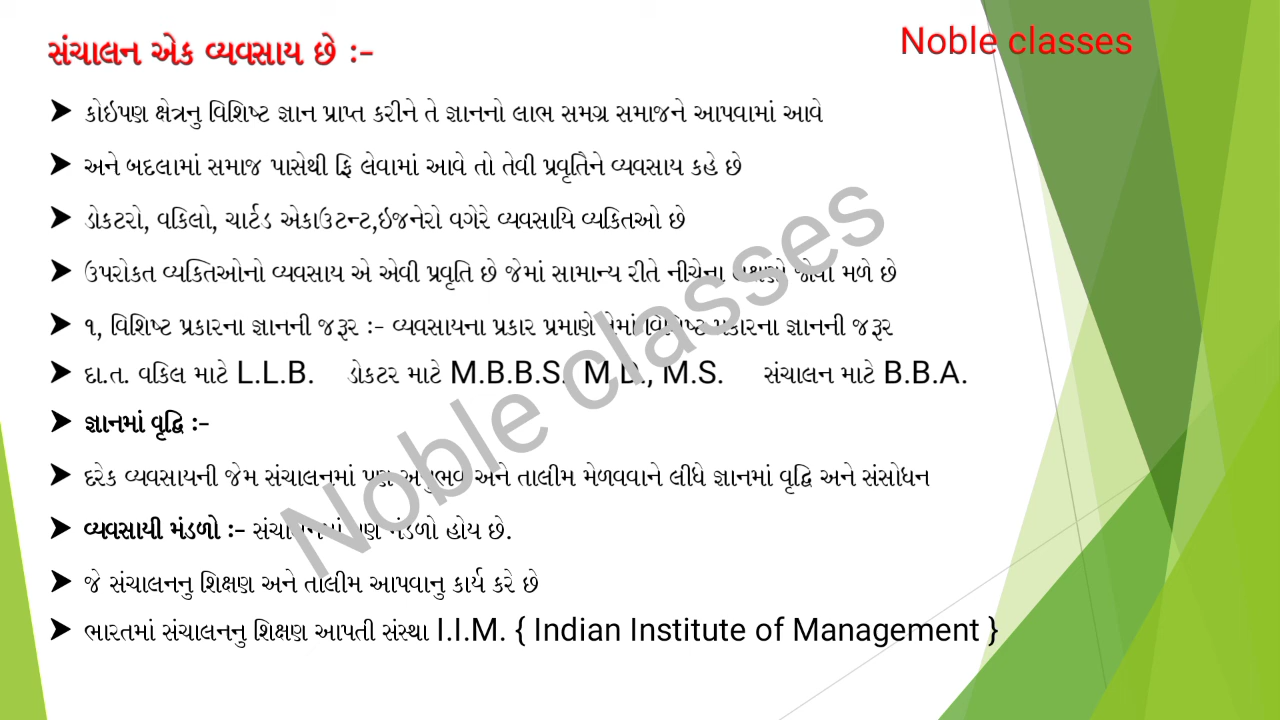 સંચાલન એક વ્યવસાય છે :-
Noble classes
કોઇપણ ક્ષેત્રનુ વિશિષ્ટ જ્ઞાન પ્રાપ્ત કરીને તે જ્ઞાનનો લાભ સમગ્ર સમાજને આપવામાં આવે
અને બદલામાં સમાજ પાસેથી ફિ લેવામાં આવે તો તેવી પ્રવૃતિને વ્યવસાય કહે છે
ડોકટરો, વકિલો, ચાર્ટડ એકાઉટન્ટ,ઇજનેરો વગેરે વ્યવસાયિ વ્યકિતઓ છે
ઉપરોકત વ્યકિતઓનો વ્યવસાય એ એવી પ્રવૃતિ છે જેમાં સામાન્ય રીતે નીચેના લક્ષણો જોવા મળે છે
૧, વિશિષ્ટ પ્રકારના જ્ઞાનની જરૂર :- વ્યવસાયના પ્રકાર પ્રમાણે તેમાં વિશિષ્ટ પ્રકારના જ્ઞાનની જરૂર
દા.ત. વકિલ માટે L.L.B. ડોકટર માટે M.B.B.S. M.D., M.S. સંચાલન માટે B.B.A.
જ્ઞાનમાં વૃદ્વિ :-
દરેક વ્યવસાયની જેમ સંચાલનમાં પણ અનુભવ અને તાલીમ મેળવવાને લીધે જ્ઞાનમાં વૃદ્વિ અને સંસોધન
વ્યવસાયી મંડળો :- સંચાલનમાં પણ મંડળો હોય છે.
જે સંચાલનનુ શિક્ષણ અને તાલીમ આપવાનુ કાર્ય કરે છે
ભારતમાં સંચાલનનુ શિક્ષણ આપતી સંસ્થા I.I.M. { Indian Institute of Management }
Noble classes